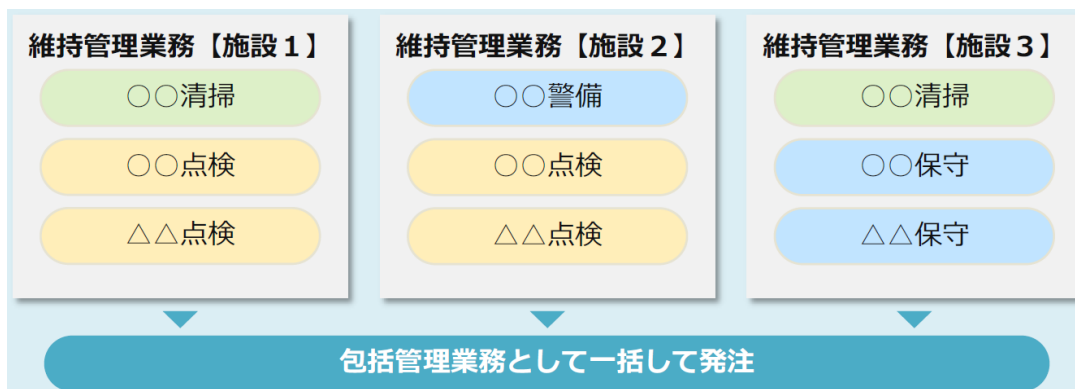 維持管理業務【施設１】
○○清掃
○○点検
△△点検
維持管理業務【施設２】
○○警備
○○点検
△△点検
維持管理業務【施設３】
○○清掃
○○保守
△△保守
包括管理業務として一括して発注